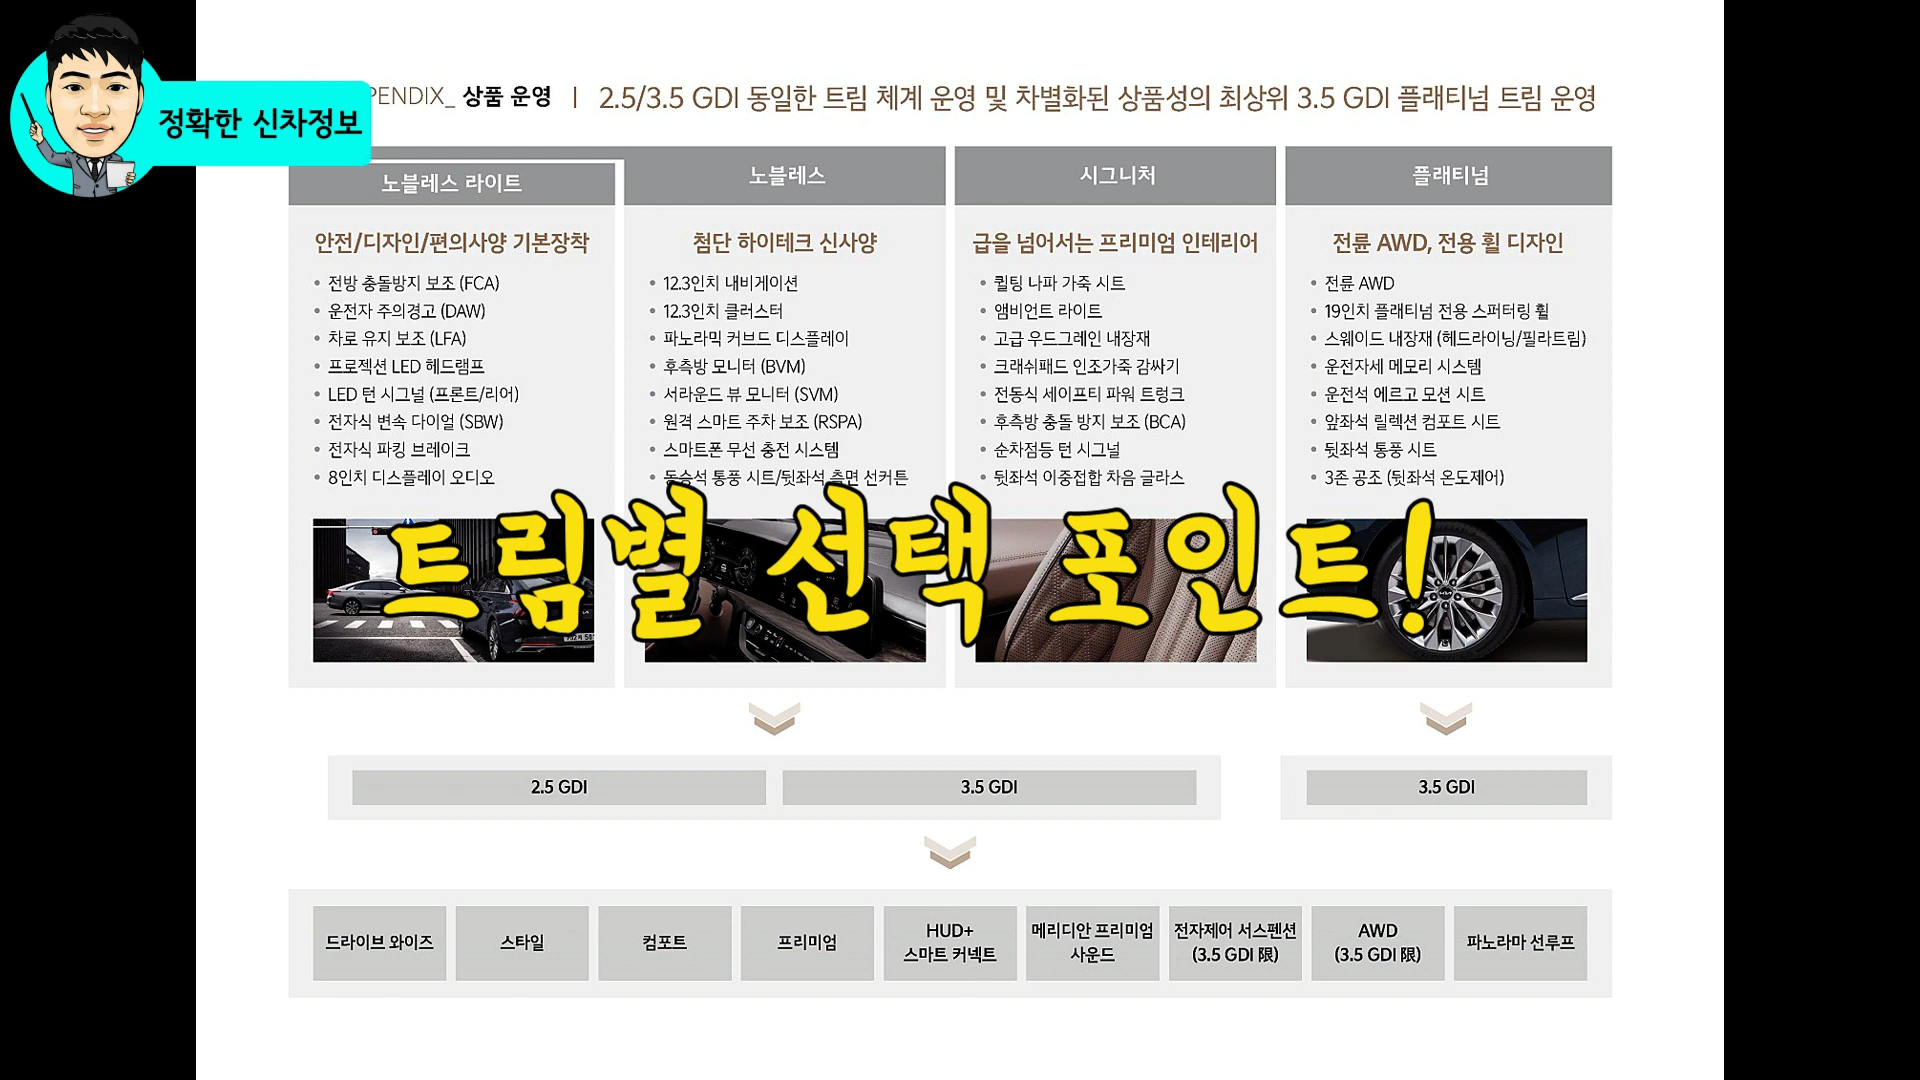 정확한 신차정보
PENDIX_ 상품 운영 | 2.5/3.5 GDI 동일한 트림 체계 운영 및 차별화된 상품성의 최상위 3.5 GDI 플래티넘 트림 운영
노블레스 라이트
안전/디자인/편의사양 기본장착
• 전방 충돌방지 보조 (FCA)
• 운전자 주의경고 (DAW)
• 차로 유지 보조 (LFA)
• 프로젝션 LED 헤드램프
• LED 턴 시그널 (프론트/리어)
• 전자식 변속 다이얼 (SBW)
• 전자식 파킹 브레이크
• 8인치 디스플레이 오디오
노블레스
첨단 하이테크 신사양
• 12.3인치 내비게이션
• 12.3인치 클러스터
• 파노라믹 커브드 디스플레이
• 후측방 모니터 (BVM)
• 서라운드 뷰 모니터 (SVM)
• 원격 스마트 주차 보조 (RSPA)
• 스마트폰 무선 충전 시스템
• 동승석 통풍 시트/뒷좌석 측면 선커튼
시그니처
급을 넘어서는 프리미엄 인테리어
• 퀼팅 나파 가죽 시트
• 앰비언트 라이트
• 고급 우드그레인 내장재
• 크래쉬패드 인조가죽 감싸기
• 전동식 세이프티 파워 트렁크
• 후측방 충돌 방지 보조 (BCA)
• 순차점등 턴 시그널
• 뒷좌석 이중접합 차음 글라스
플래티넘
전륜 AWD, 전용 휠 디자인
• 전륜 AWD
• 19인치 플래티넘 전용 스퍼터링 휠
• 스웨이드 내장재 (헤드라이닝/필라트림)
• 운전자세 메모리 시스템
• 운전석 에르고 모션 시트
• 앞좌석 릴렉션 컴포트 시트
• 뒷좌석 통풍 시트
• 3존 공조 (뒷좌석 온도제어)
트림별 선택 포인트!
2.5 GDI
3.5 GDI
3.5 GDI
드라이브 와이즈
스타일
컴포트
프리미엄
HUD+
스마트 커넥트
메리디안 프리미엄
사운드
전자제어 서스펜션
(3.5 GDI 限)
AWD
(3.5 GDI 限)
파노라마 선루프